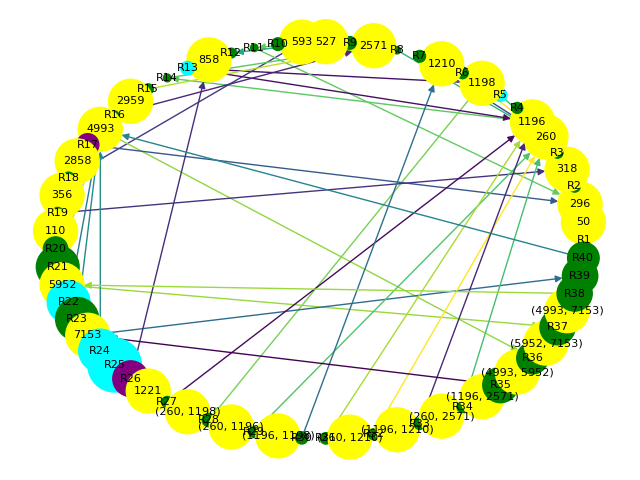 R1
50
296
R2
318
R3
260
1196
R4
R5
1198
R6
1210
R7
R8
2571
R9
527
593
R10
R11
R12
858
R13
R14
R15
2959
R16
4993
R17
2858
R18
356
R19
110
R20
R21
5952
R22
R23
7153
R24
R25
R26
1221
R27
(260, 1198)
R28
(260, 1196)
R29
(1196, 1198)
R30
R31
(260, 1210)
R32
(1196, 1210)
R33
(260, 2571)
R34
(1196, 2571)
R35
(4993, 5952)
R36
(5952, 7153)
R37
(4993, 7153)
R38
R39
R40